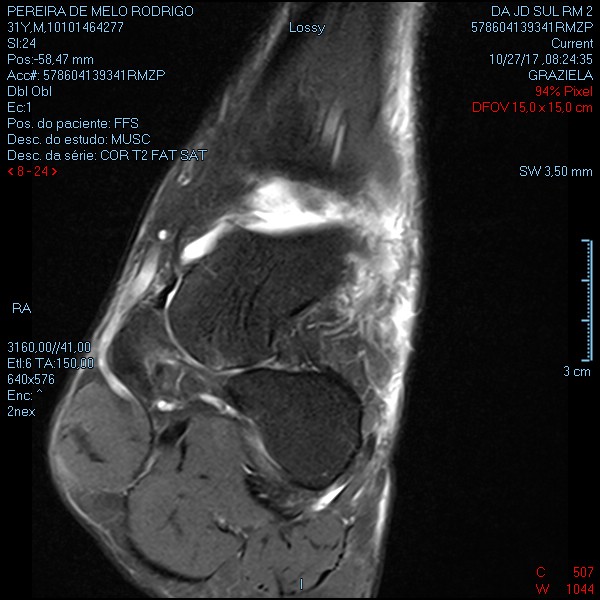 PEREIRA DE MELO RODRIGO
31Y,M,10101464277
Sl:24
Pos:-58,47 mm
Acc#: 578604139341RMZP
Dbl Obl
Ec:1
Pos. do paciente: FFS
Desc. do estudo: MUSC
Desc. da série: COR T2 FAT SAT
< 8 - 24 >
Lossy
DA JD SUL RM 2
578604139341RMZP
Current
10/27/17 ,08:24:35
GRAZIELA
94% Pixel
DFOV 15,0 x 15,0 cm
SW 3,50 mm
RA
3160,00//41,00
Etl:6 TA:150,00
640x576
Enc: ^
2nex
3 cm
I
C 507
W 1044